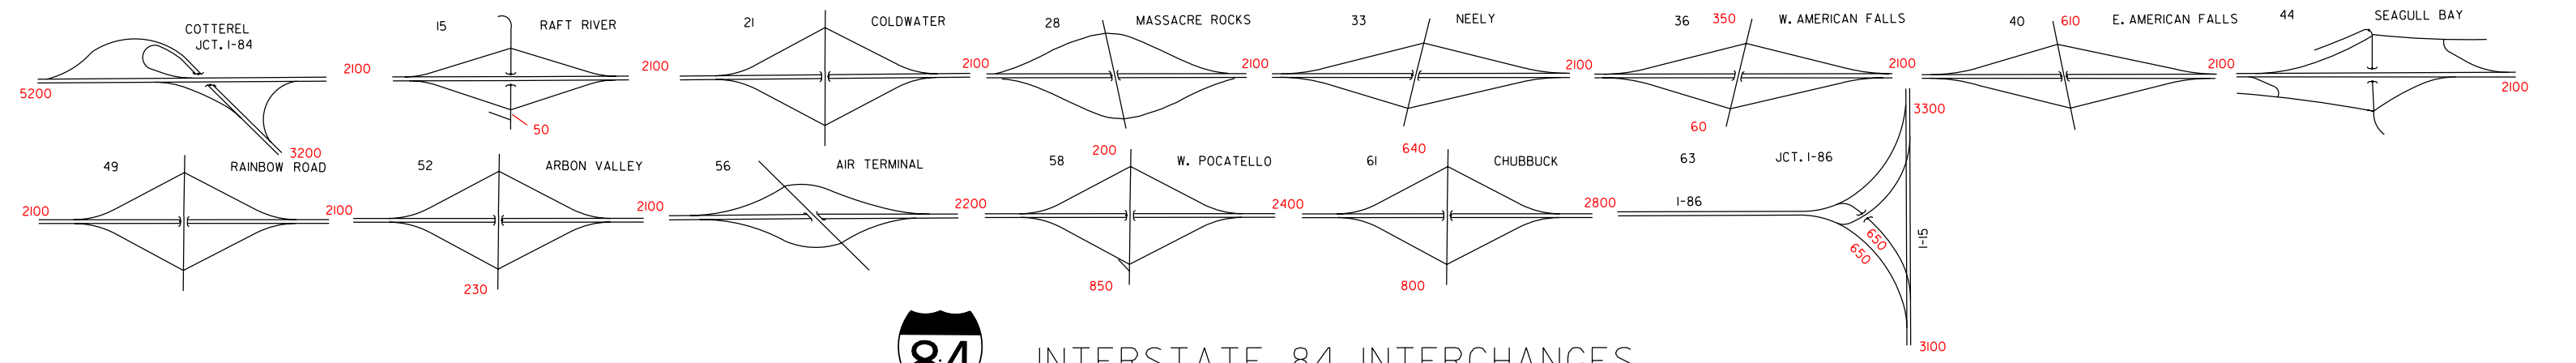 COTTEREL
JCT. I-84
5200
3200
2100
15 RAFT RIVER
50
2100
21 COLDWATER
2100
28 MASSACRE ROCKS
2100
33 NEELY
2100
36 350 W. AMERICAN FALLS
60
2100
40 610 E. AMERICAN FALLS
2100
44 SEAGULL BAY
2100
49 RAINBOW ROAD
2100
2100
52 ARBON VALLEY
230
2100
56 AIR TERMINAL
2200
58 200 W. POCATELLO
850
2400
61 640 CHUBBUCK
800
2800
63 JCT. I-86
I-86
3300
650
650
I-15
3100
84
INTERSTATE 84 INTERCHANGES